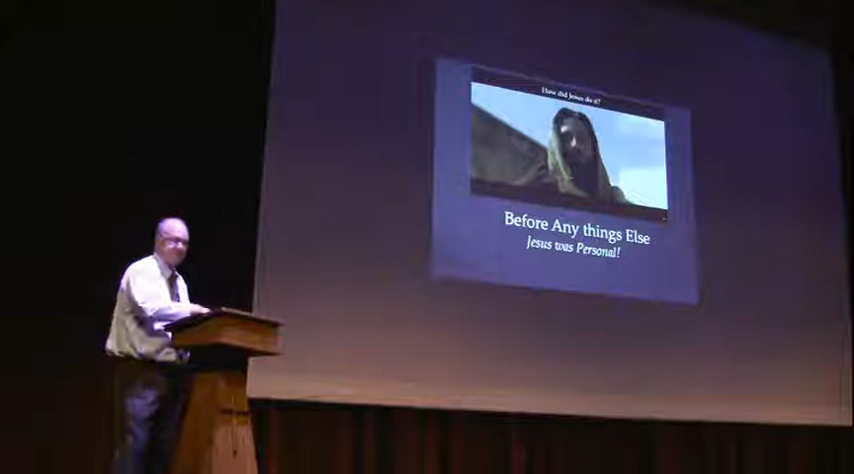 How did Jesus do it?
Before Any things Else
Jesus was Personal!